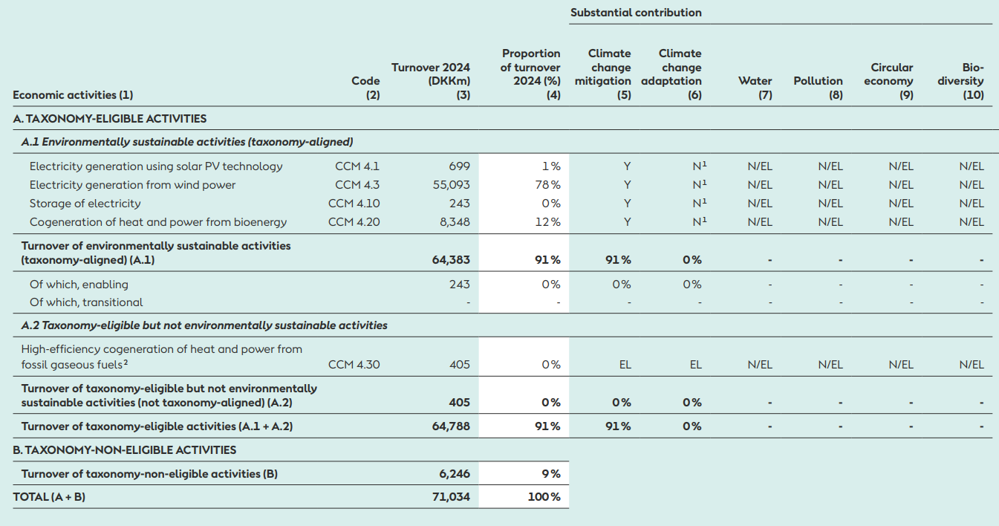 Substantial contribution
Economic activities (1) Code (2) Turnover 2024 (DKKm) (3) Proportion of turnover 2024 (%) (4) Climate change mitigation (5) Climate change adaptation (6) Water (7) Pollution (8) Circular economy (9) Bio-diversity (10)
A. TAXONOMY-ELIGIBLE ACTIVITIES
A.1 Environmentally sustainable activities (taxonomy-aligned)
Electricity generation using solar PV technology CCM 4.1 699 1 % Y N¹ N/EL N/EL N/EL N/EL
Electricity generation from wind power CCM 4.3 55,093 78 % Y N¹ N/EL N/EL N/EL N/EL
Storage of electricity CCM 4.10 243 0 % Y N¹ N/EL N/EL N/EL N/EL
Cogeneration of heat and power from bioenergy CCM 4.20 8,348 12 % Y N¹ N/EL N/EL N/EL N/EL
Turnover of environmentally sustainable activities
(taxonomy-aligned) (A.1) 64,383 91 % 91 % 0 % - - - -
Of which, enabling 243 0 % 0 % 0 % - - - -
Of which, transitional - - - - - - - -
A.2 Taxonomy-eligible but not environmentally sustainable activities
High-efficiency cogeneration of heat and power from
fossil gaseous fuels² CCM 4.30 405 0 % EL EL N/EL N/EL N/EL N/EL
Turnover of taxonomy-eligible but not environmentally
sustainable activities (not taxonomy-aligned) (A.2) 405 0 % 0 % 0 % - - - -
Turnover of taxonomy-eligible activities (A.1 + A.2) 64,788 91 % 91 % 0 % - - - -
B. TAXONOMY-NON-ELIGIBLE ACTIVITIES
Turnover of taxonomy-non-eligible activities (B) 6,246 9 %
TOTAL (A + B) 71,034 100 %